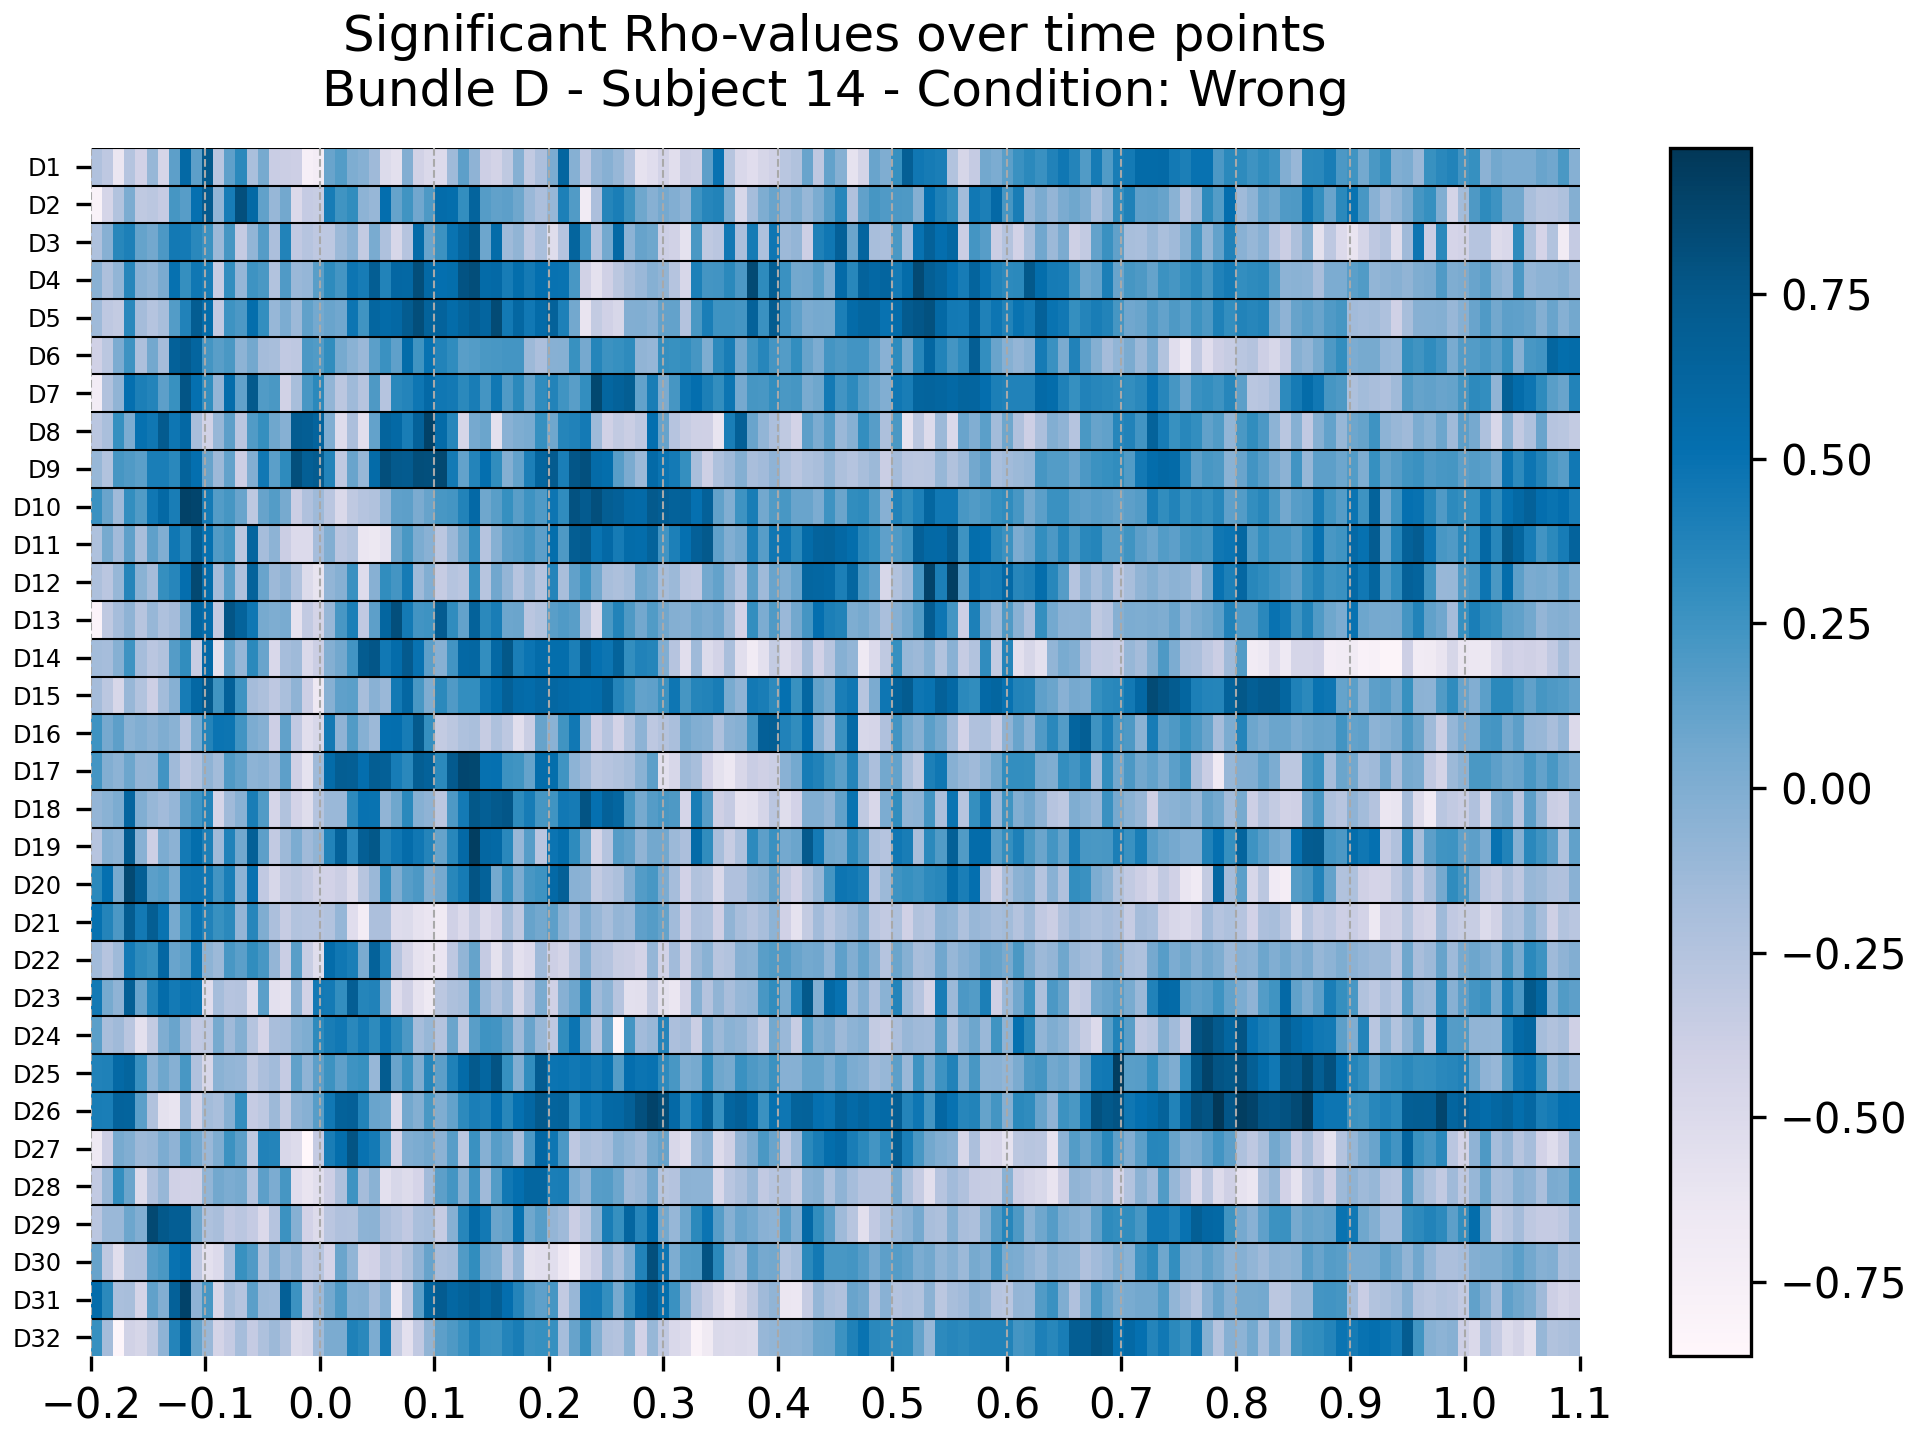 Significant Rho-values over time points
Bundle D - Subject 14 - Condition: Wrong
D1
D2
D3
D4
D5
D6
D7
D8
D9
D10
D11
D12
D13
D14
D15
D16
D17
D18
D19
D20
D21
D22
D23
D24
D25
D26
D27
D28
D29
D30
D31
D32
−0.2 −0.1 0.0 0.1 0.2 0.3 0.4 0.5 0.6 0.7 0.8 0.9 1.0 1.1
0.75
0.50
0.25
0.00
−0.25
−0.50
−0.75